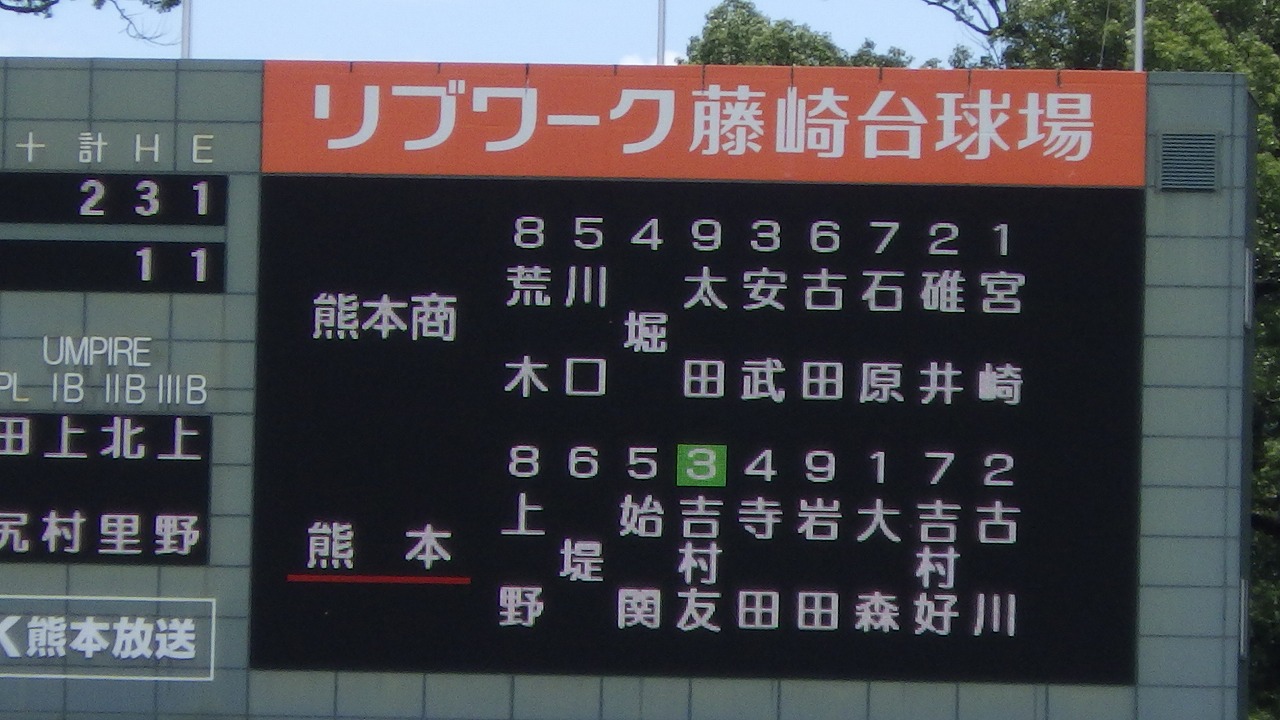 リブワーク藤崎台球場
十 計 H E
2 3 1
1 1
UMPIRE
PL IB IIB IIIB
田 上 北 上
尻 村 里 野
K熊本放送
8 5 4 9 3 6 7 2 1
熊本商 荒木 川口 堀 太田 安武 古田 石原 碓井 宮崎
8 6 5 3 4 9 1 7 2
熊本 上野 堤 始関 吉村友 寺田 岩田 大森 吉村好 古川